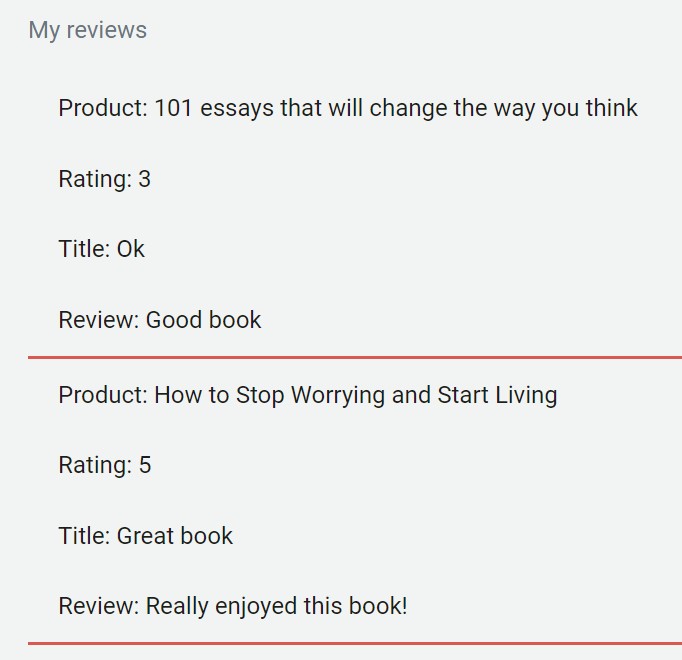 My reviews
Product: 101 essays that will change the way you think
Rating: 3
Title: Ok
Review: Good book
Product: How to Stop Worrying and Start Living
Rating: 5
Title: Great book
Review: Really enjoyed this book!